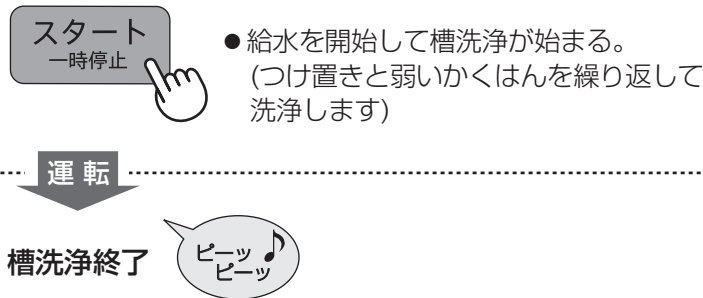 スタート
一時停止
●給水を開始して槽洗浄が始まる。
(つけ置きと弱いかくはんを繰り返して
洗浄します)
運転
槽洗浄終了
ピーッ♪
ピーッ